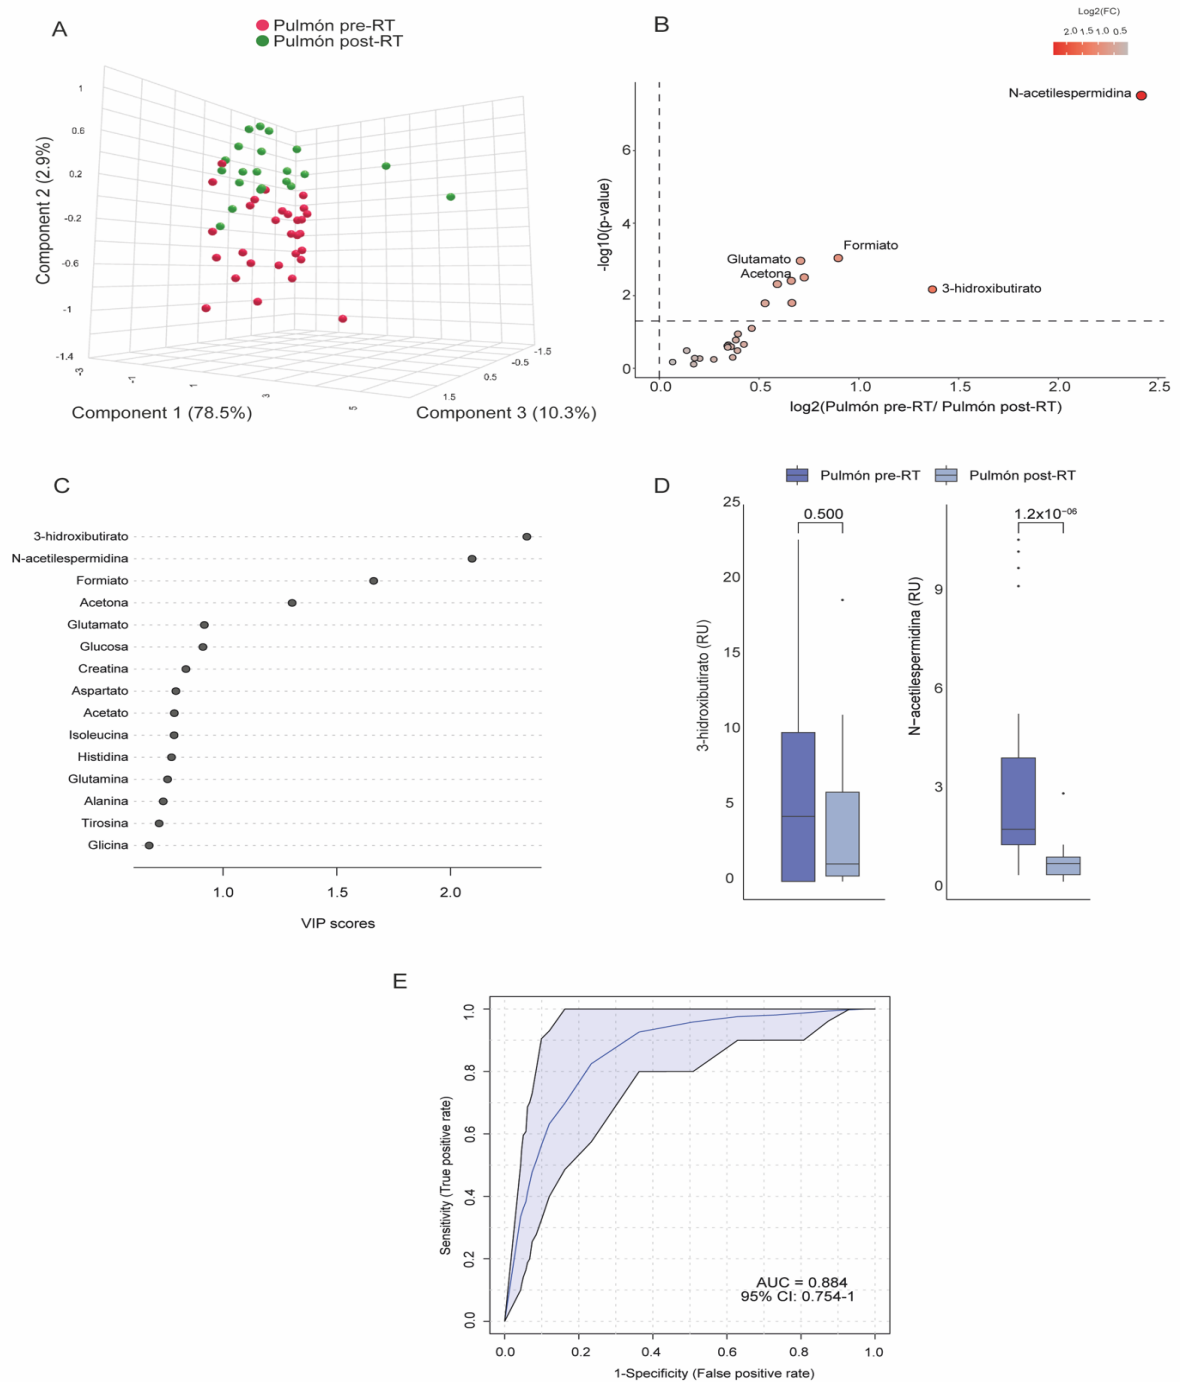 A
Pulmón pre-RT
Pulmón post-RT
1
0.6
0.2
-0.2
-0.6
-1
-1.4
Component 2 (2.9%)
-3
-1
1
3
5
Component 1 (78.5%)
1.5
0.5
-0.5
-1.5
Component 3 (10.3%)
B
Log2(FC)
2.0 1.5 1.0 0.5
N-acetilespermidina
Formiato
Glutamato
Acetona
3-hidroxibutirato
-log10(p-value)
6
4
2
0
0.0 0.5 1.0 1.5 2.0 2.5
log2(Pulmón pre-RT/ Pulmón post-RT)
C
3-hidroxibutirato
N-acetilespermidina
Formiato
Acetona
Glutamato
Glucosa
Creatina
Aspartato
Acetato
Isoleucina
Histidina
Glutamina
Alanina
Tirosina
Glicina
1.0 1.5 2.0
VIP scores
D
Pulmón pre-RT Pulmón post-RT
3-hidroxibutirato (RU)
25
20
15
10
5
0
0.500
N-acetilespermidina (RU)
9
6
3
0
1.2x10⁻⁰⁶
E
Sensitivity (True positive rate)
1.0
0.8
0.6
0.4
0.2
0.0
AUC = 0.884
95% CI: 0.754-1
0.0 0.2 0.4 0.6 0.8 1.0
1-Specificity (False positive rate)